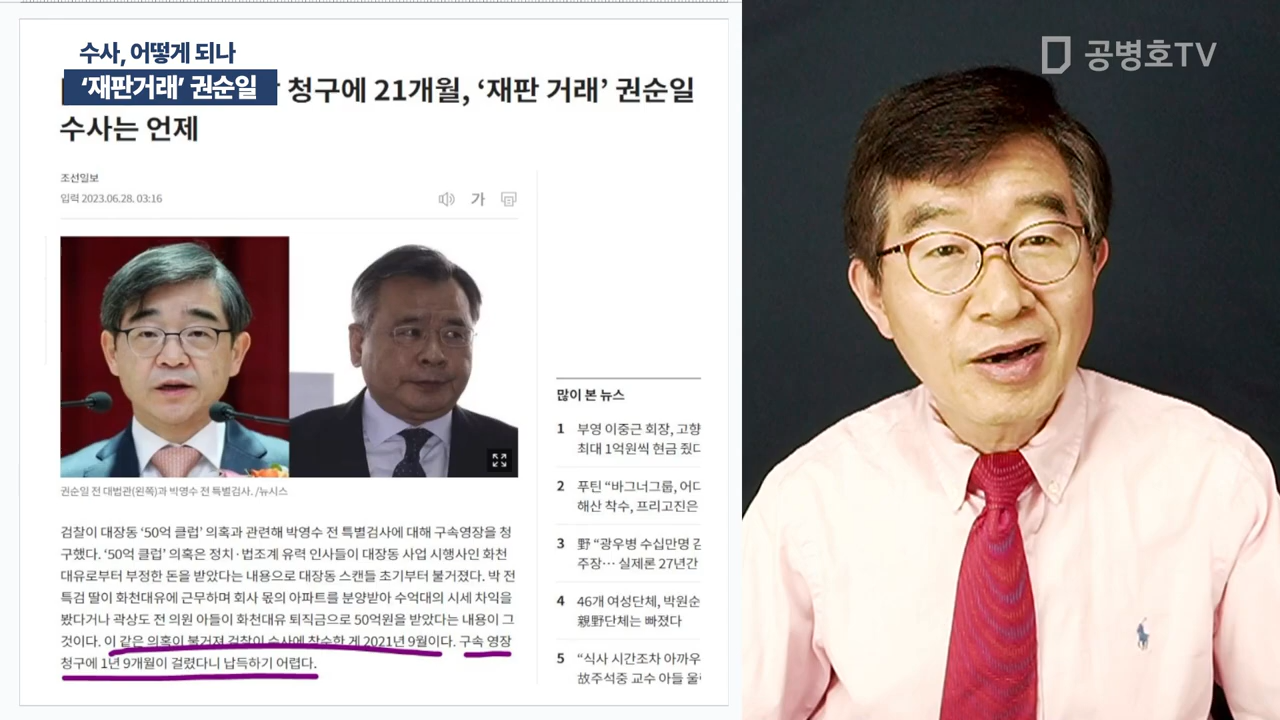 수사, 어떻게 되나
‘재판거래’ 권순일
청구에 21개월, ‘재판 거래’ 권순일
수사는 언제
조선일보
입력 2023.06.28. 03:16
가
권순일 전 대법관(왼쪽)과 박영수 전 특별검사. /뉴시스
검찰이 대장동 ‘50억 클럽’ 의혹과 관련해 박영수 전 특별검사에 대해 구속영장을 청
구했다. ‘50억 클럽’ 의혹은 정치·법조계 유력 인사들이 대장동 사업 시행사인 화천
대유로부터 부정한 돈을 받았다는 내용으로 대장동 스캔들 초기부터 불거졌다. 박 전
특검 딸이 화천대유에 근무하며 회사 몫의 아파트를 분양받아 수억대의 시세 차익을
봤다거나 곽상도 전 의원 아들이 화천대유 퇴직금으로 50억원을 받았다는 내용이 그
것이다. 이 같은 의혹이 불거져 검찰이 수사에 착수한 게 2021년 9월이다. 구속 영장
청구에 1년 9개월이 걸렸다니 납득하기 어렵다.
많이 본 뉴스
1 부영 이중근 회장, 고향
최대 1억원씩 현금 줬다
2 푸틴 “바그너그룹,
해산 착수, 프리고진은
3 野 “광우병 수십만명
주장… 실제론 27년간
4 46개 여성단체, 박원순
親野단체는 빠졌다
5 “식사 시간조차 아까워
故주석중 교수 아들
공병호TV